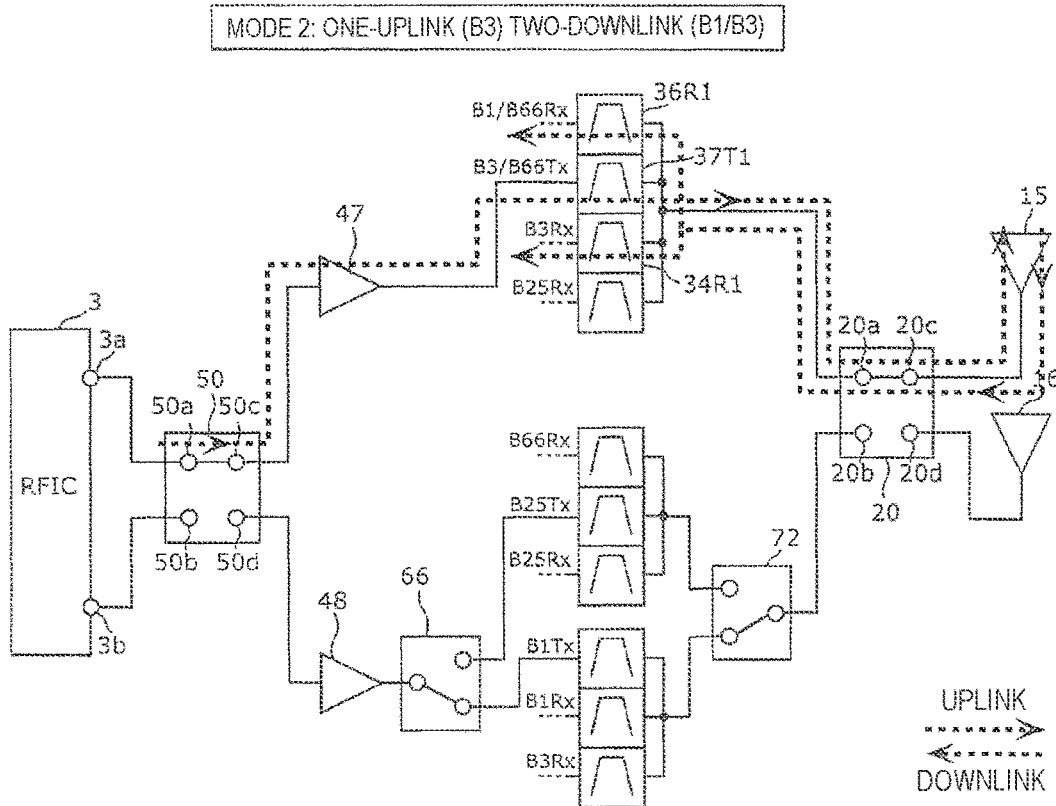 MODE 2: ONE-UPLINK (B3) TWO-DOWNLINK (B1/B3)
36R1
B1/B66Rx
37T1
B3/B66Tx
15
47
B3Rx
34R1
B25Rx
3
3a
20a 20c
50
6
50a 50c
B66Rx
RFIC
20b 20d
B25Tx
20
50b 50d
72
B25Rx
66
48
3b
B1Tx
B1Rx
UPLINK
B3Rx
DOWNLINK